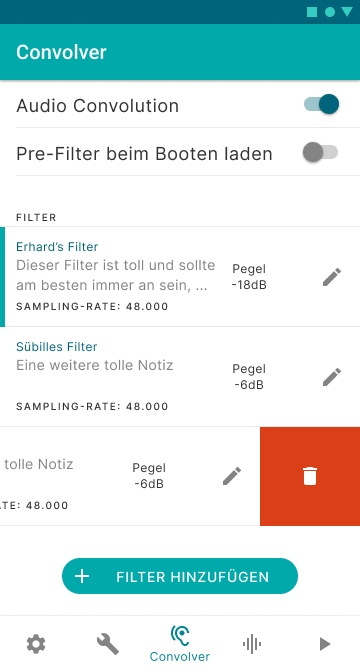 Convolver
Audio Convolution
Pre-Filter beim Booten laden
FILTER
Erhard's Filter
Dieser Filter ist toll und sollte
am besten immer an sein, ...
SAMPLING-RATE: 48.000
Pegel
-18dB
Sübilles Filter
Eine weitere tolle Notiz
SAMPLING-RATE: 48.000
Pegel
-6dB
tolle Notiz
TE: 48.000
Pegel
-6dB
FILTER HINZUFÜGEN
Convolver